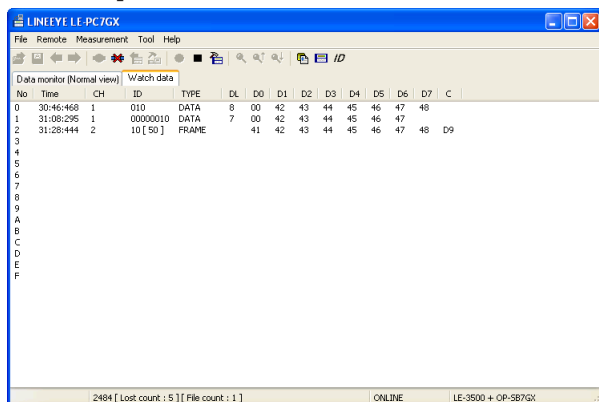 LINEEYE LE-PC7GX
File Remote Measurement Tool Help
ID
Data monitor (Normal view) Watch data
No Time CH ID TYPE DL D0 D1 D2 D3 D4 D5 D6 D7 C
0 30:46:468 1 010 DATA 8 00 42 43 44 45 46 47 48
1 31:08:295 1 00000010 DATA 7 00 42 43 44 45 46 47
2 31:28:444 2 10 [ 50 ] FRAME 41 42 43 44 45 46 47 48 D9
3
4
5
6
7
8
9
A
B
C
D
E
F
2484 [ Lost count : 5 ] [ File count : 1 ] ONLINE LE-3500 + OP-SB7GX